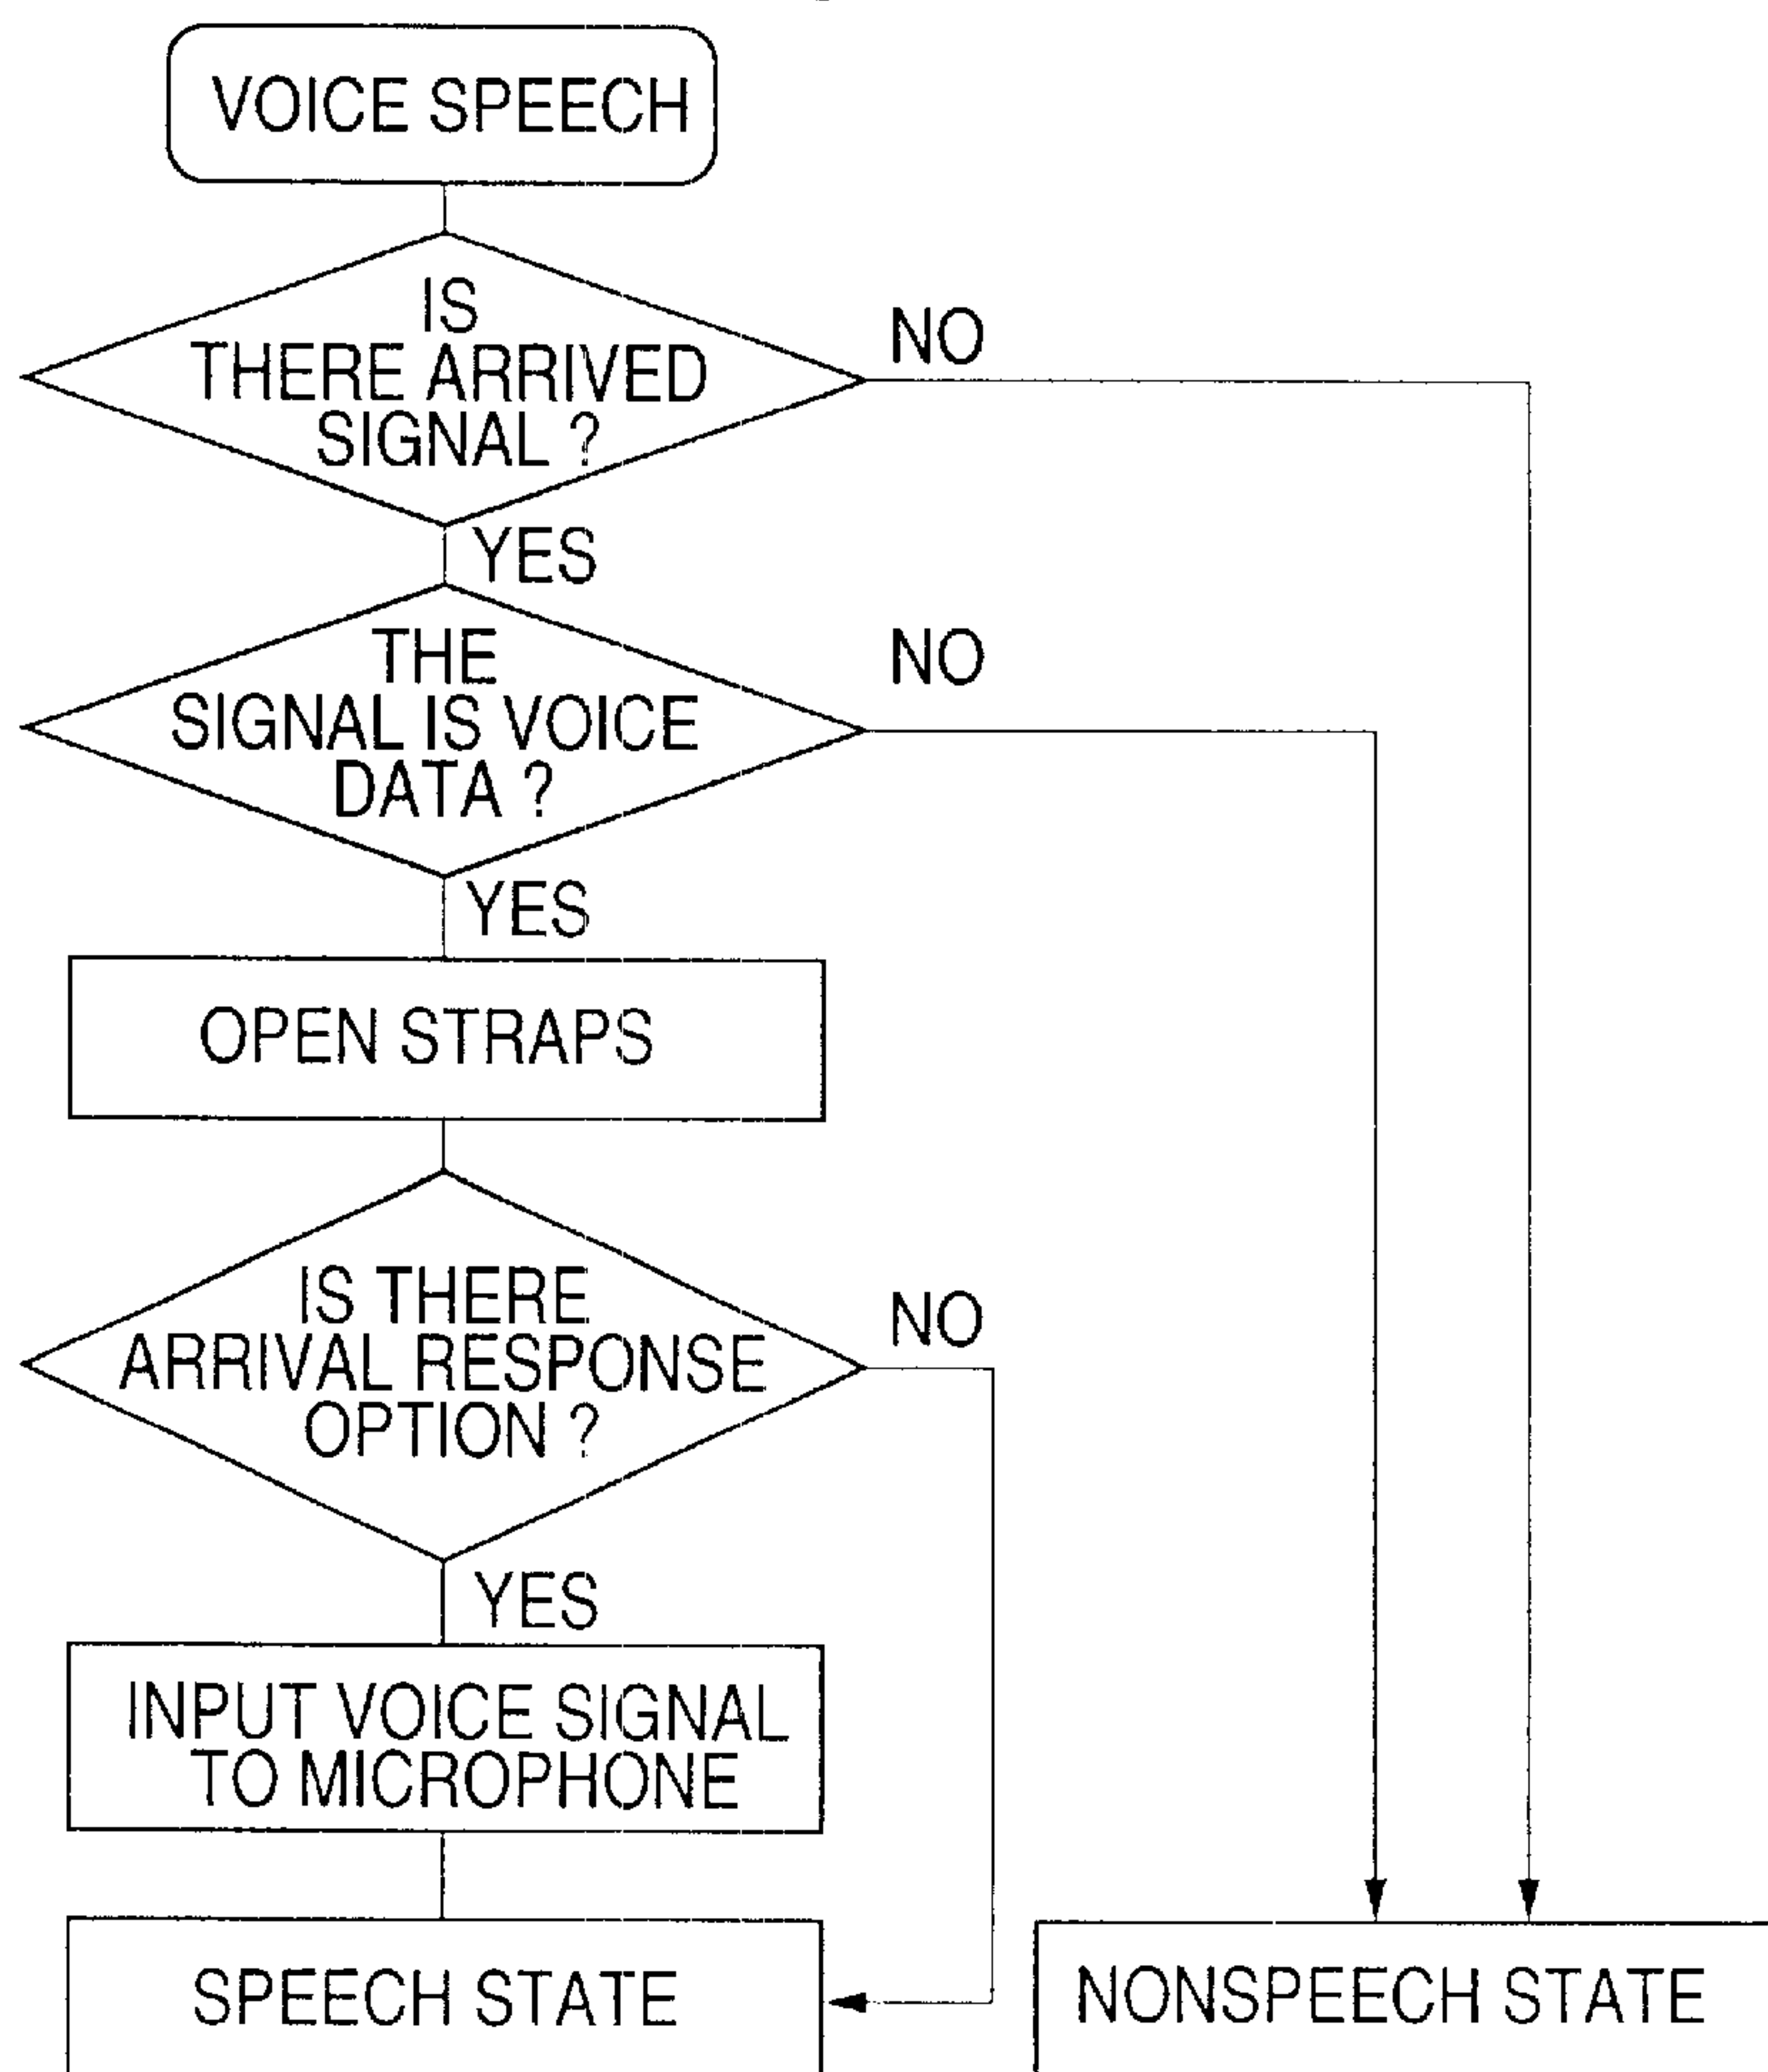 VOICE SPEECH
IS
THERE ARRIVED
SIGNAL ?
NO
YES
THE
SIGNAL IS VOICE
DATA ?
NO
YES
OPEN STRAPS
IS THERE
ARRIVAL RESPONSE
OPTION ?
NO
YES
INPUT VOICE SIGNAL
TO MICROPHONE
SPEECH STATE
NONSPEECH STATE